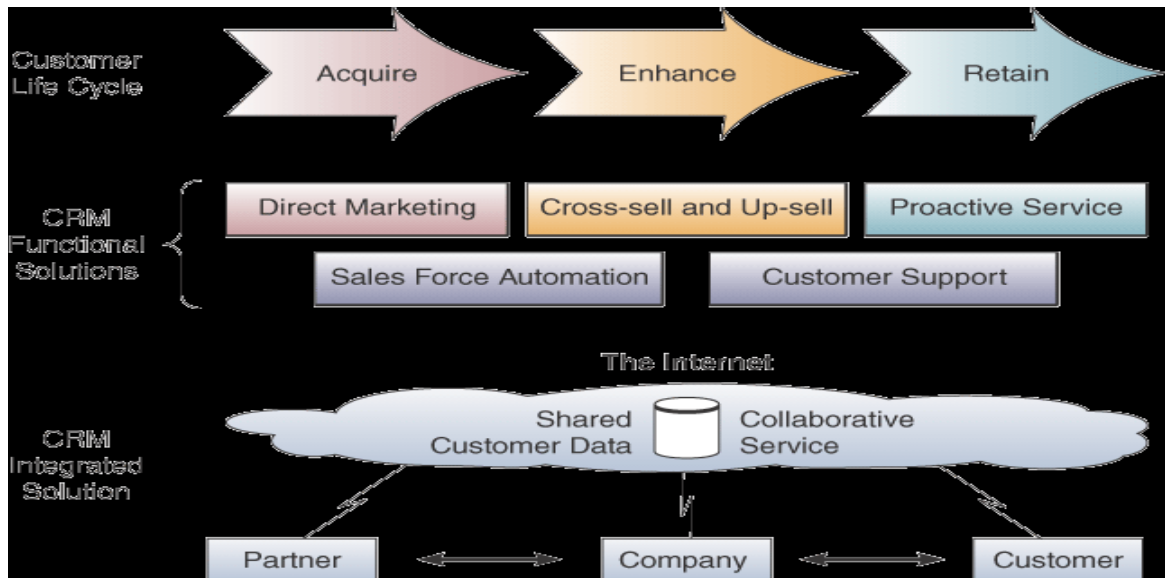 Customer
Life Cycle
Acquire
Enhance
Retain
CRM
Functional
Solutions
Direct Marketing
Cross-sell and Up-sell
Proactive Service
Sales Force Automation
Customer Support
The Internet
CRM
Integrated
Solution
Shared
Customer Data
Collaborative
Service
Partner
Company
Customer